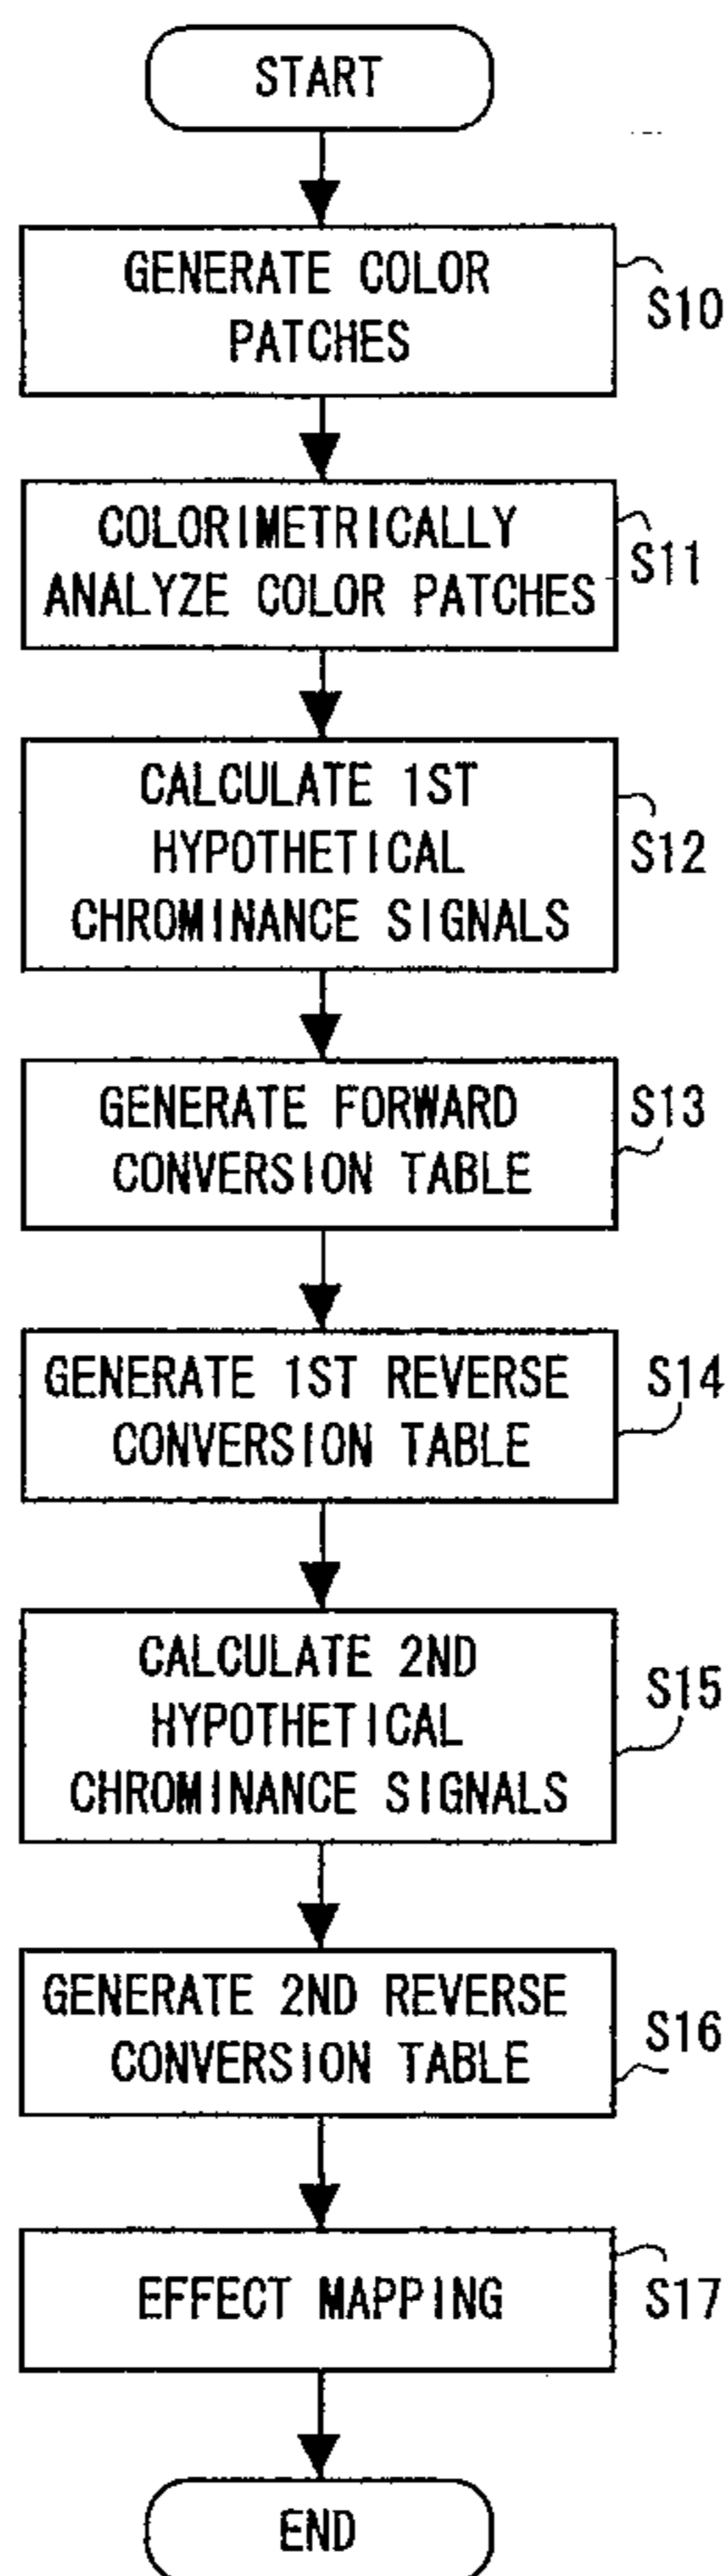 START
GENERATE COLOR
PATCHES
S10
COLORIMETRICALLY
ANALYZE COLOR PATCHES
S11
CALCULATE 1ST
HYPOTHETICAL
CHROMINANCE SIGNALS
S12
GENERATE FORWARD
CONVERSION TABLE
S13
GENERATE 1ST REVERSE
CONVERSION TABLE
S14
CALCULATE 2ND
HYPOTHETICAL
CHROMINANCE SIGNALS
S15
GENERATE 2ND REVERSE
CONVERSION TABLE
S16
EFFECT MAPPING
S17
END